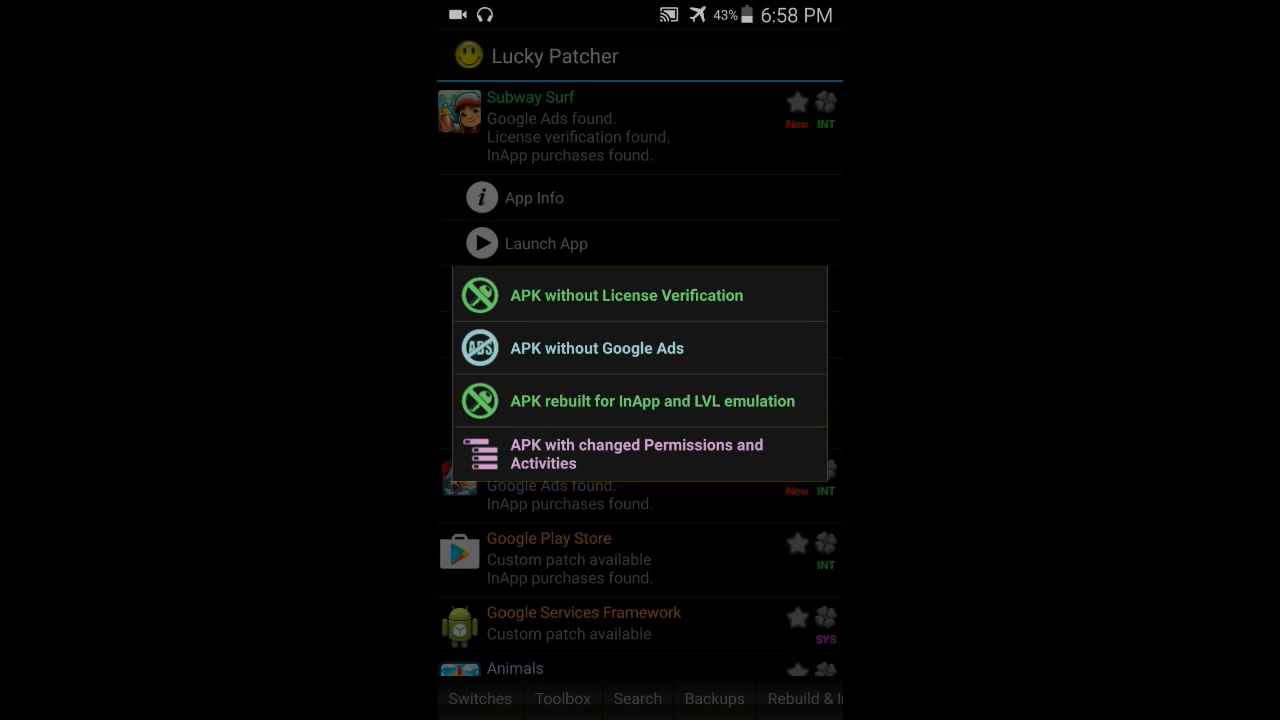 43% 6:58 PM
Lucky Patcher
Subway Surf
Google Ads found.
License verification found.
InApp purchases found.
New INT
App Info
Launch App
APK without License Verification
ADS
APK without Google Ads
APK rebuilt for InApp and LVL emulation
APK with changed Permissions and
Activities
Google Ads found.
InApp purchases found.
New INT
Google Play Store
Custom patch available
InApp purchases found.
INT
Google Services Framework
Custom patch available
SYS
Animals
Switches Toolbox Search Backups Rebuild & I